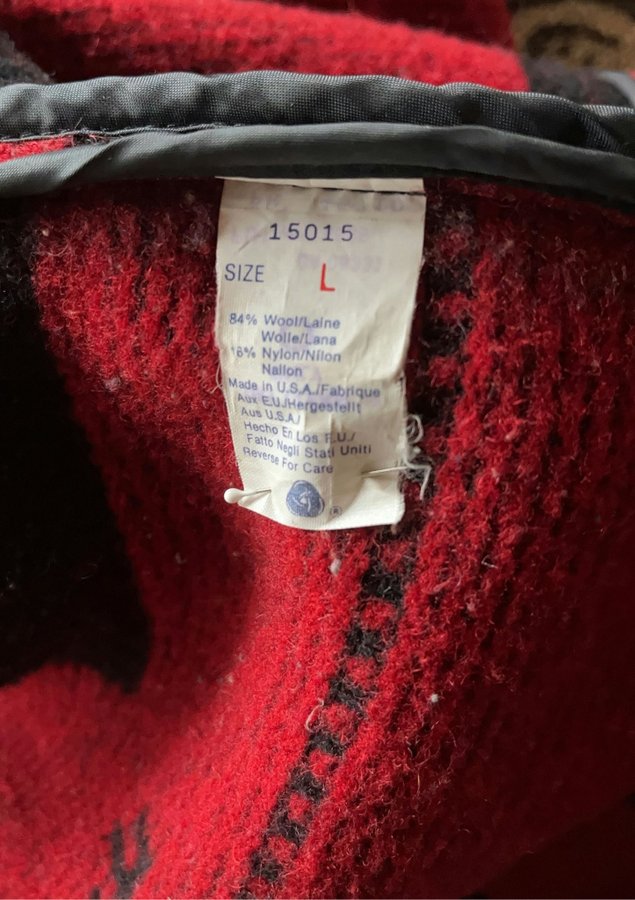 15015
SIZE L
84% Wool/Laine
Wolle/Lana
16% Nylon/Nilon
Nailon
Made in U.S.A./Fabrique
Aux E.U./Hergestellt
Aus U.S.A./
Hecho En Los E.U./
Fatto Negli Stati Uniti
Reverse For Care
®